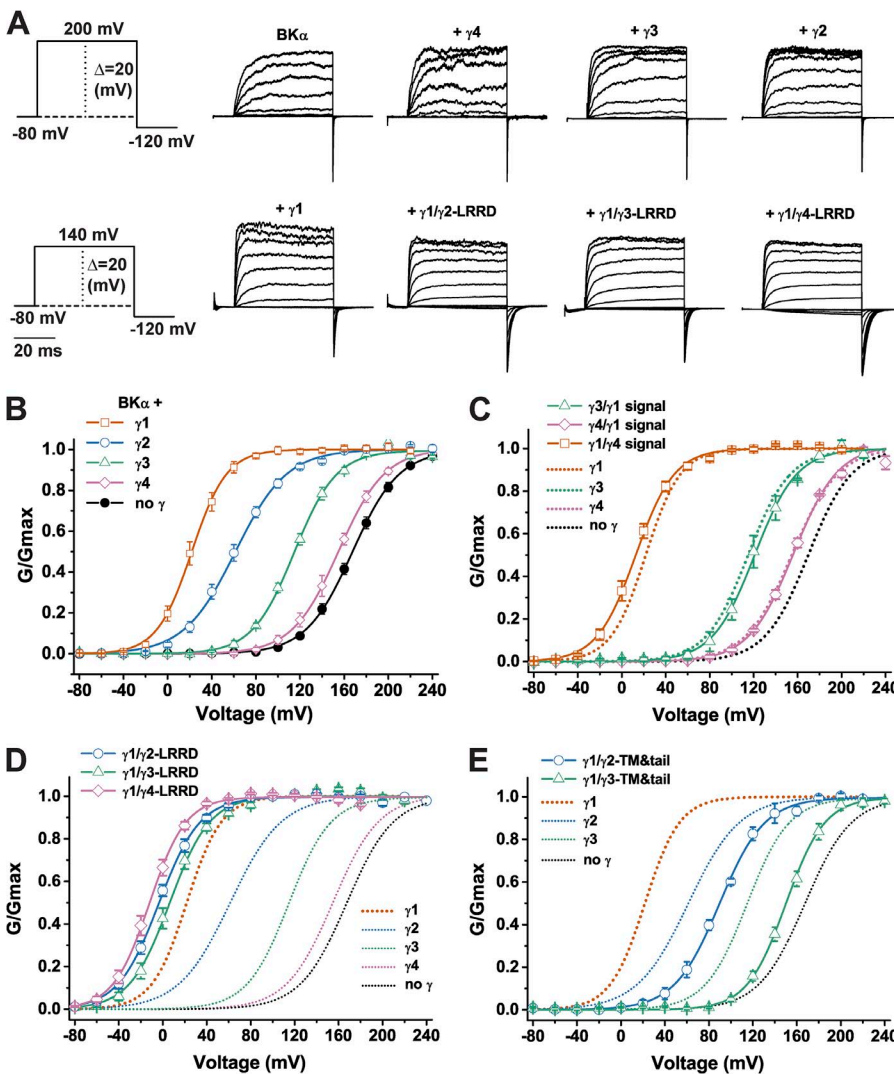 A
200 mV
Δ=20
(mV)
-80 mV
-120 mV
BKα
+ γ4
+ γ3
+ γ2
140 mV
Δ=20
(mV)
-80 mV
-120 mV
20 ms
+ γ1
+ γ1/γ2-LRRD
+ γ1/γ3-LRRD
+ γ1/γ4-LRRD
B
BKα +
γ1
γ2
γ3
γ4
no γ
G/Gmax
1.0
0.8
0.6
0.4
0.2
0.0
-80 -40 0 40 80 120 160 200 240
Voltage (mV)
C
γ3/γ1 signal
γ4/γ1 signal
γ1/γ4 signal
γ1
γ3
γ4
no γ
G/Gmax
1.0
0.8
0.6
0.4
0.2
0.0
-80 -40 0 40 80 120 160 200 240
Voltage (mV)
D
γ1/γ2-LRRD
γ1/γ3-LRRD
γ1/γ4-LRRD
γ1
γ2
γ3
γ4
no γ
G/Gmax
1.0
0.8
0.6
0.4
0.2
0.0
-80 -40 0 40 80 120 160 200 240
Voltage (mV)
E
γ1/γ2-TM&tail
γ1/γ3-TM&tail
γ1
γ2
γ3
no γ
G/Gmax
1.0
0.8
0.6
0.4
0.2
0.0
-80 -40 0 40 80 120 160 200 240
Voltage (mV)